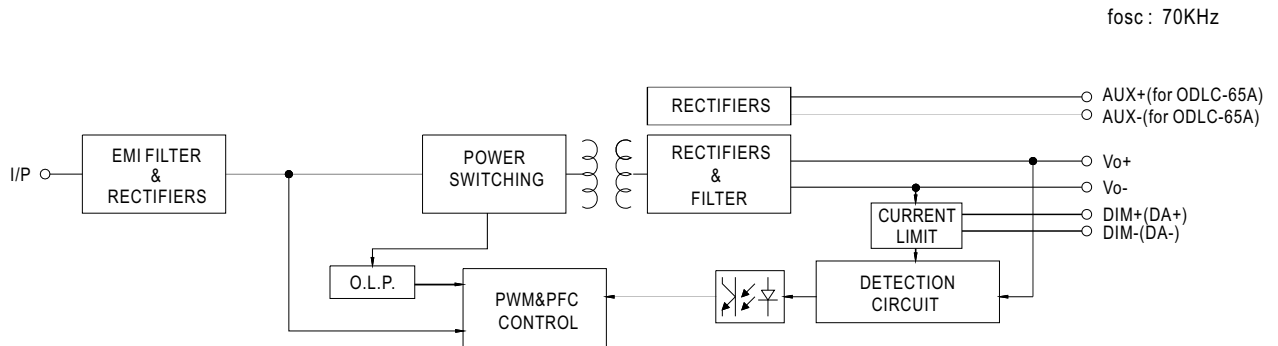 fosc : 70KHz
RECTIFIERS
AUX+(for ODLC-65A)
AUX-(for ODLC-65A)
I/P
EMI FILTER
&
RECTIFIERS
POWER
SWITCHING
RECTIFIERS
&
FILTER
Vo+
Vo-
CURRENT
LIMIT
DIM+(DA+)
DIM-(DA-)
O.L.P.
PWM&PFC
CONTROL
DETECTION
CIRCUIT